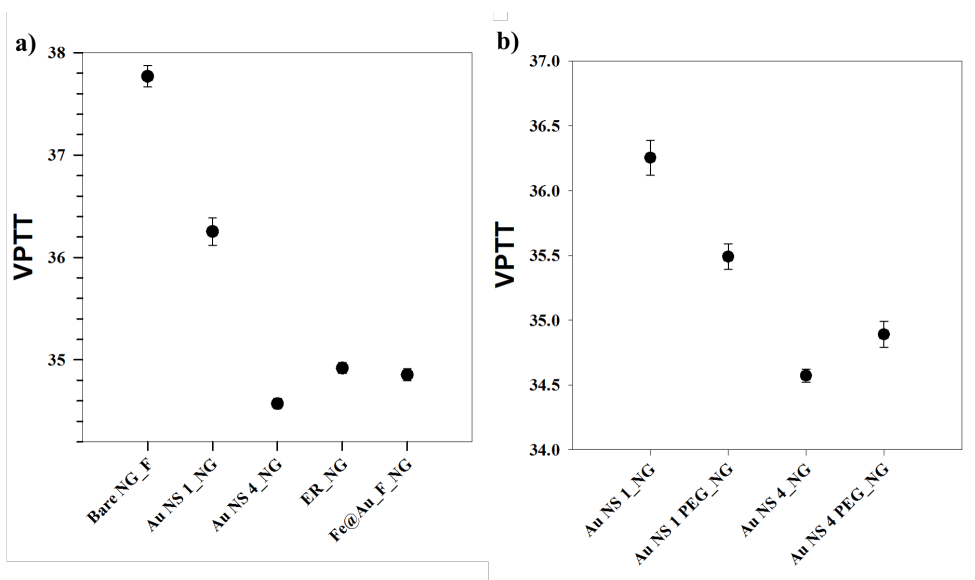 a)
38
37
36
35
VPTT
Bare NG_F
Au NS 1_NG
Au NS 4_NG
ER_NG
Fe@Au_F_NG
b)
37.0
36.5
36.0
35.5
35.0
34.5
34.0
VPTT
Au NS 1_NG
Au NS 1 PEG_NG
Au NS 4_NG
Au NS 4 PEG_NG